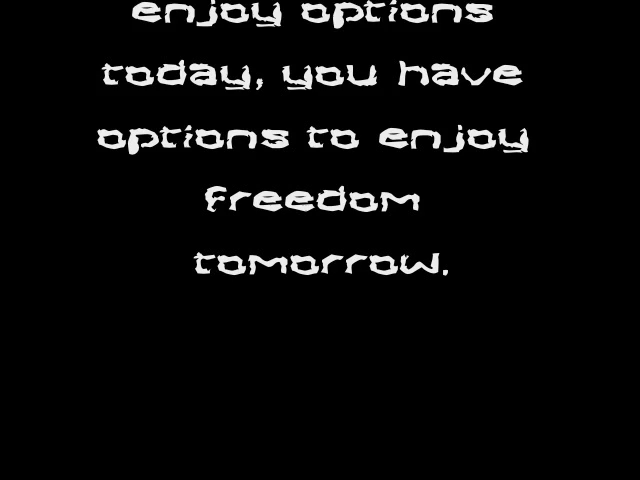 enjoy options
today, you have
options to enjoy
freedom
tomorrow.